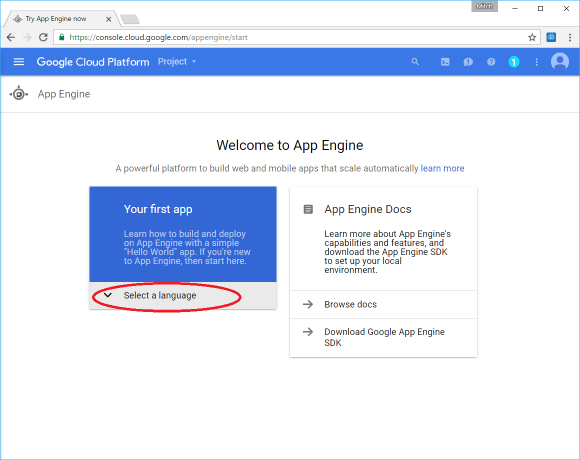 Mitch
Try App Engine now
https://console.cloud.google.com/appengine/start
Google Cloud Platform Project
1
App Engine
Welcome to App Engine
A powerful platform to build web and mobile apps that scale automatically learn more
Your first app
Learn how to build and deploy
on App Engine with a simple
"Hello World" app. If you're new
to App Engine, then start here.
Select a language
App Engine Docs
Learn more about App Engine's
capabilities and features, and
download the App Engine SDK
to set up your local
environment.
Browse docs
Download Google App Engine
SDK